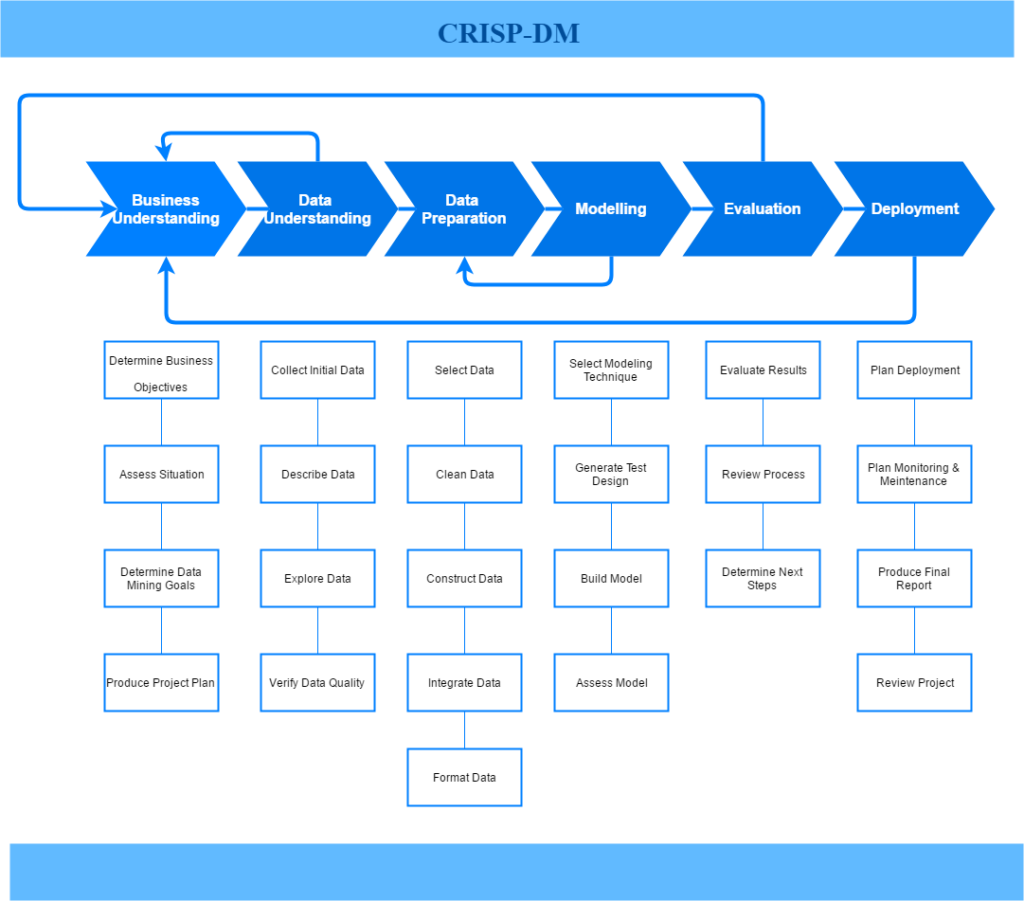 CRISP-DM
Business
Understanding
Data
Understanding
Data
Preparation
Modelling
Evaluation
Deployment
Determine Business
Objectives
Assess Situation
Determine Data
Mining Goals
Produce Project Plan
Collect Initial Data
Describe Data
Explore Data
Verify Data Quality
Select Data
Clean Data
Construct Data
Integrate Data
Format Data
Select Modeling
Technique
Generate Test
Design
Build Model
Assess Model
Evaluate Results
Review Process
Determine Next
Steps
Plan Deployment
Plan Monitoring &
Meintenance
Produce Final
Report
Review Project